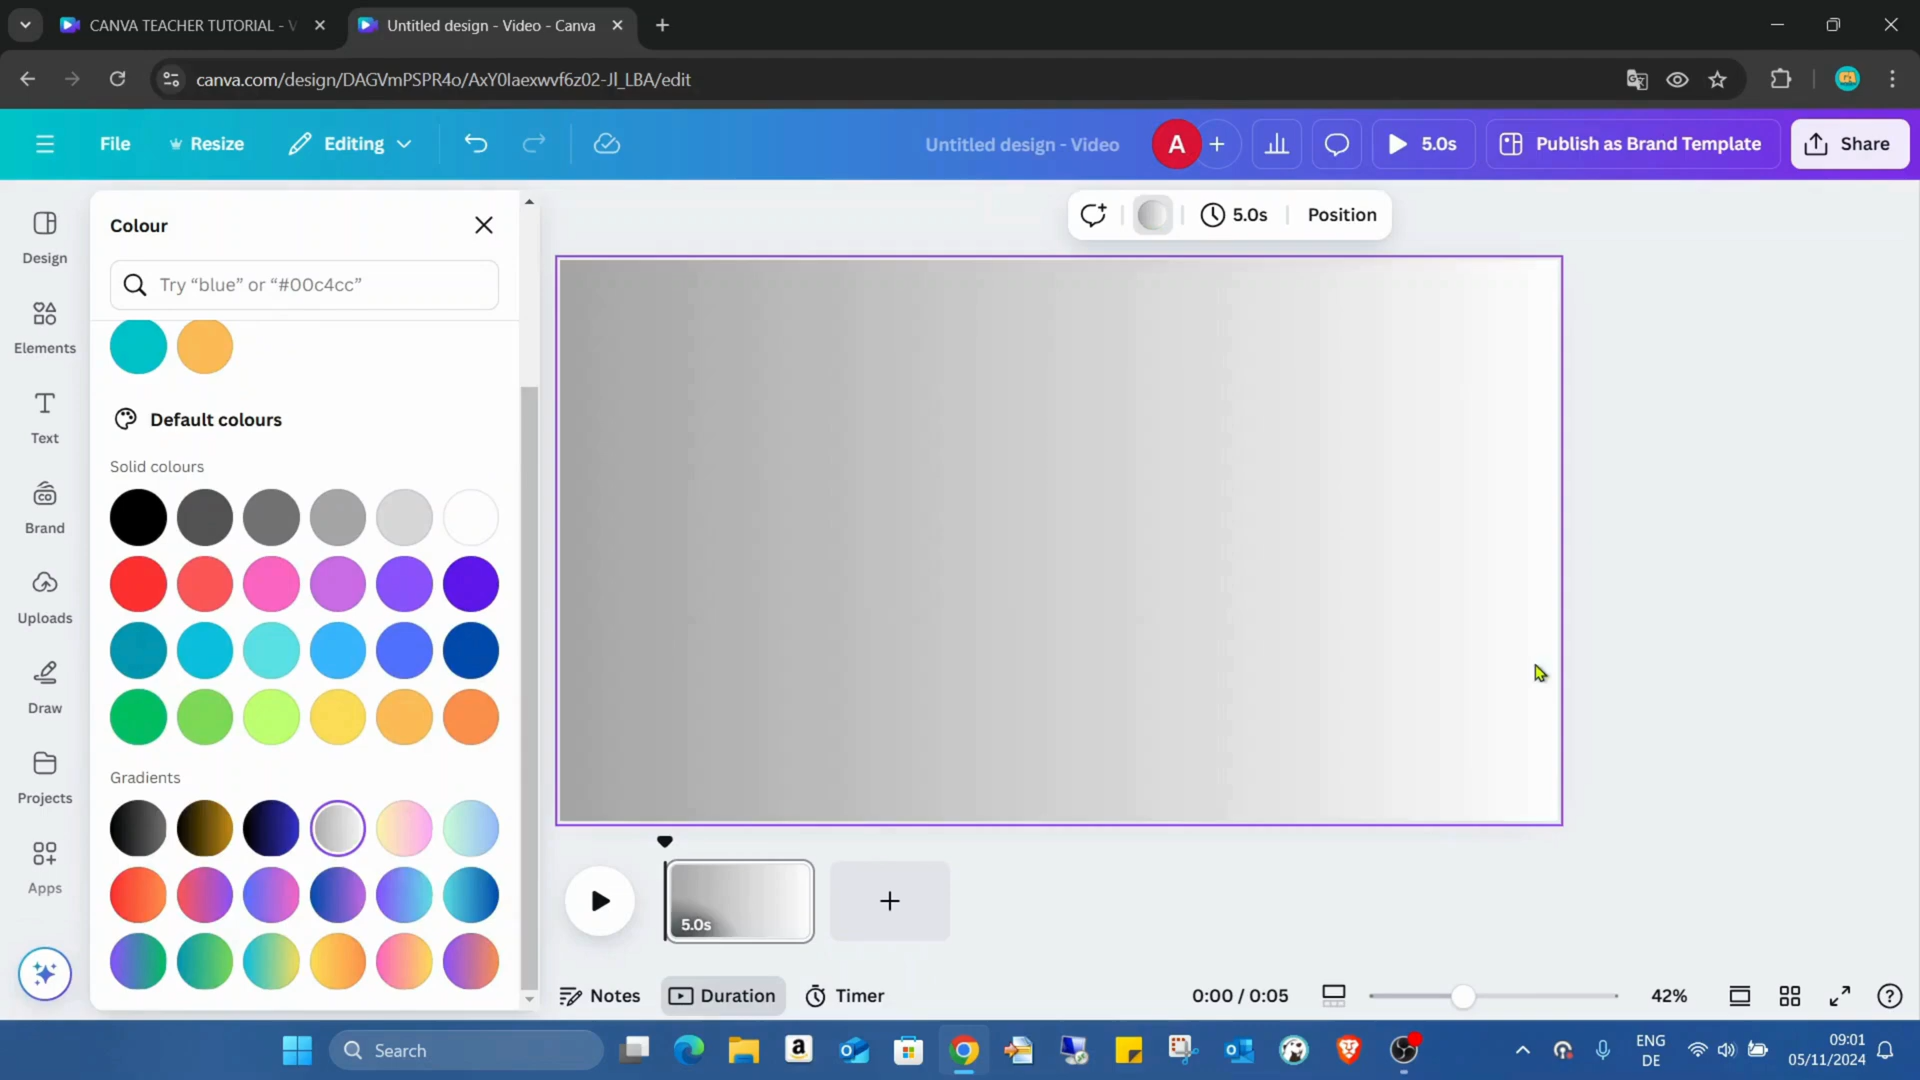 CANVA TEACHER TUTORIAL - V
Untitled design - Video - Canva
canva.com/design/DAGVmPSPR4o/AxY0Iaexwvf6z02-Jl_LBA/edit
File
Resize
Editing
Untitled design - Video
A
5.0s
Publish as Brand Template
Share
Design
Elements
Text
Brand
Uploads
Draw
Projects
Apps
Colour
Try “blue” or “#00c4cc”
Default colours
Solid colours
Gradients
5.0s
Position
5.0s
Notes
Duration
Timer
0:00 / 0:05
42%
Search
ENG
DE
09:01
05/11/2024